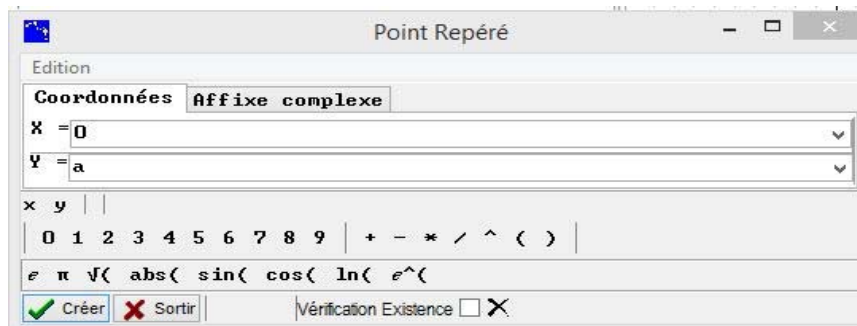 Point Repéré
Edition
Coordonnées Affixe complexe
X =0
Y =a
x y | |
0 1 2 3 4 5 6 7 8 9 | + - * / ^ ( )
e π √( abs( sin( cos( ln( e^(
Créer Sortir Vérification Existence